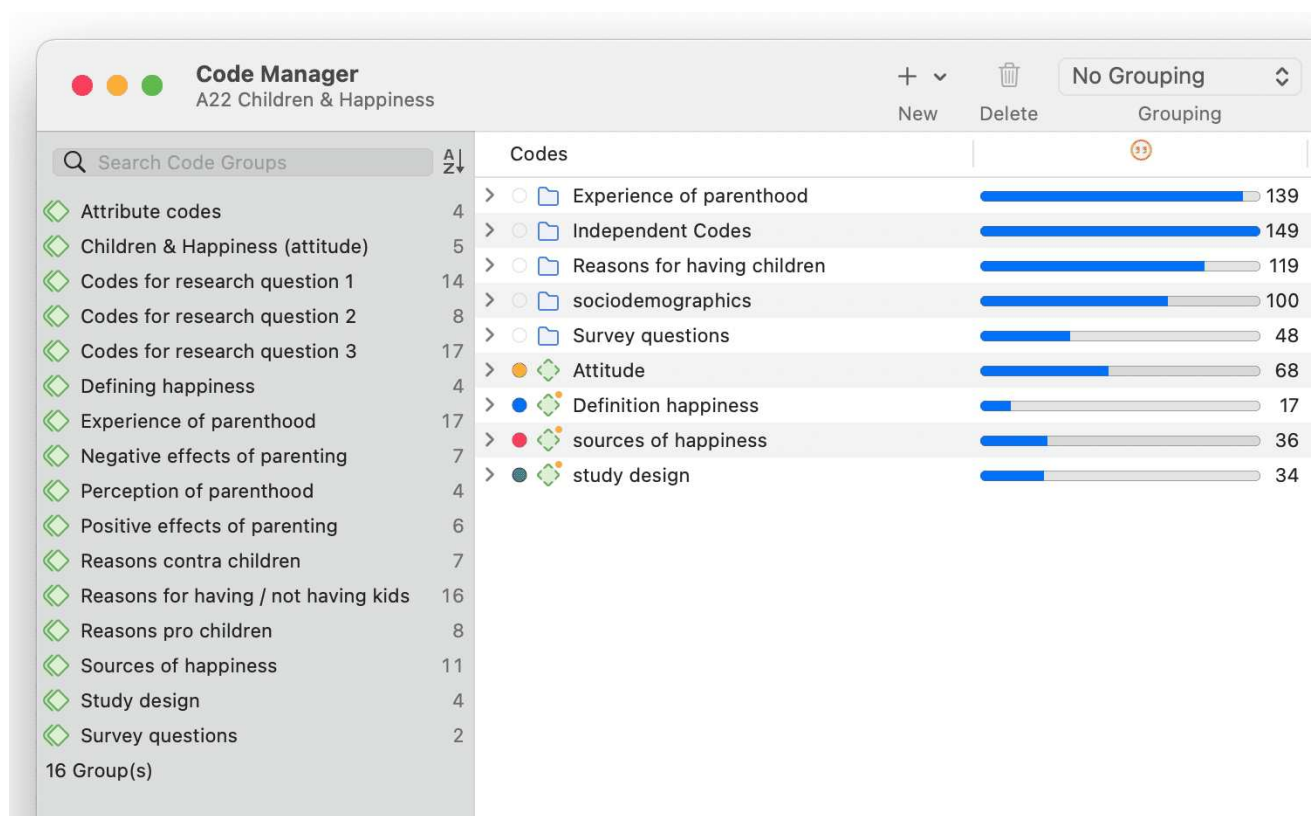 Code Manager
A22 Children & Happiness
New
Delete
No Grouping
Grouping
Search Code Groups
Attribute codes 4
Children & Happiness (attitude) 5
Codes for research question 1 14
Codes for research question 2 8
Codes for research question 3 17
Defining happiness 4
Experience of parenthood 17
Negative effects of parenting 7
Perception of parenthood 4
Positive effects of parenting 6
Reasons contra children 7
Reasons for having / not having kids 16
Reasons pro children 8
Sources of happiness 11
Study design 4
Survey questions 2
16 Group(s)
Codes
Experience of parenthood 139
Independent Codes 149
Reasons for having children 119
sociodemographics 100
Survey questions 48
Attitude 68
Definition happiness 17
sources of happiness 36
study design 34